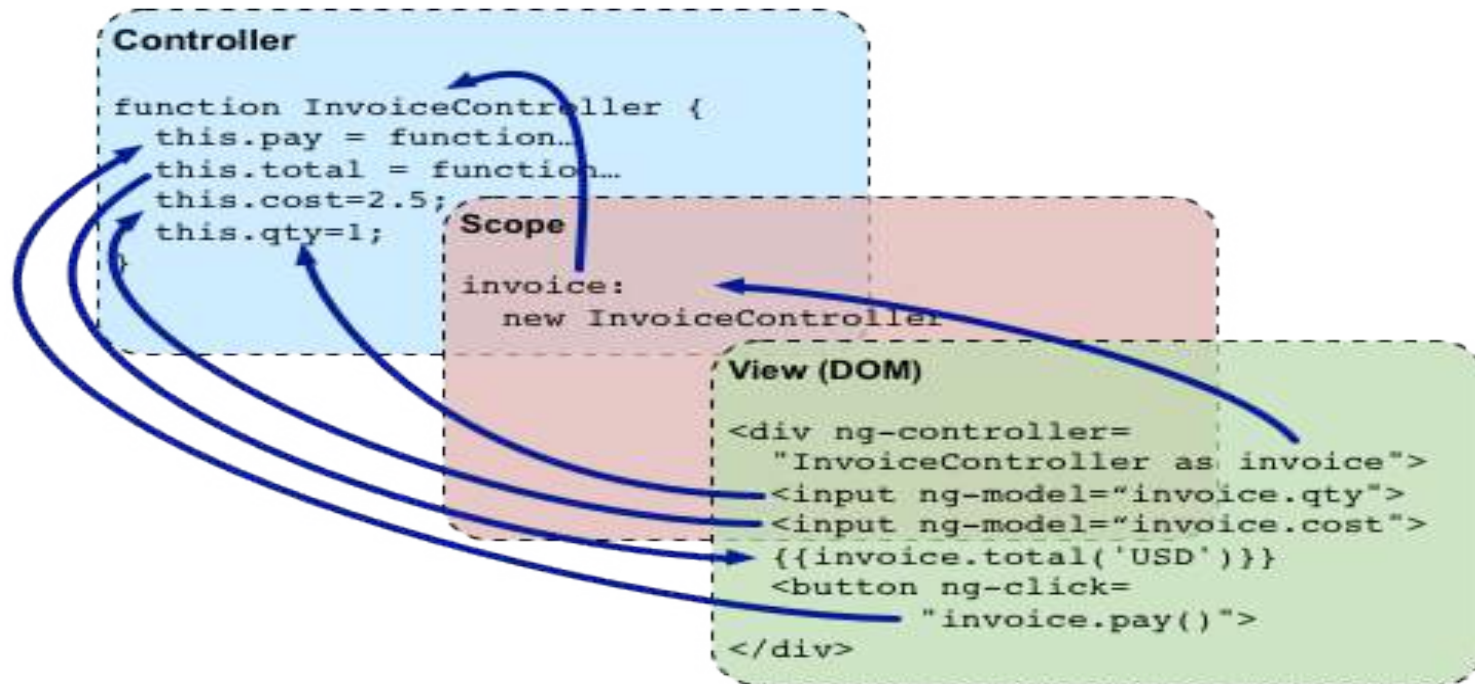 Controller
function InvoiceController {
this.pay = function…
this.total = function…
this.cost=2.5;
this.qty=1;
}
Scope
invoice:
new InvoiceController
View (DOM)
<div ng-controller=
"InvoiceController as invoice">
<input ng-model=“invoice.qty">
<input ng-model=“invoice.cost">
{{invoice.total('USD')}}
<button ng-click=
"invoice.pay()">
</div>